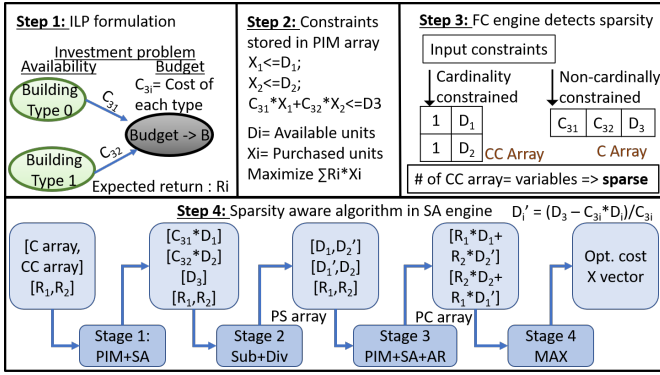 Step 1: ILP formulation
Investment problem
Availability
Budget
Building
Type 0
C31
C3i= Cost of
each type
Budget -> B
C32
Building
Type 1
Expected return : Ri
Step 2: Constraints
stored in PIM array
X1<=D1;
X2<=D2;
C31*X1+C32*X2<=D3
Di= Available units
Xi= Purchased units
Maximize ∑Ri*Xi
Step 3: FC engine detects sparsity
Input constraints
Cardinality
constrained
Non-cardinally
constrained
1 D1
1 D2
CC Array
C31 C32 D3
C Array
# of CC array= variables => sparse
Step 4: Sparsity aware algorithm in SA engine
Di’ = (D3 – C3i*Di)/C3i
[C array,
CC array]
[R1,R2]
Stage 1:
PIM+SA
[C31*D1]
[C32*D2]
[D3]
[R1,R2]
Stage 2
Sub+Div
[D1,D2’]
[D1’,D2]
[R1,R2]
PS array
Stage 3
PIM+SA+AR
[R1*D1+
R2*D2’]
[R2*D2+
R1*D1’]
PC array
Stage 4
MAX
Opt. cost
X vector